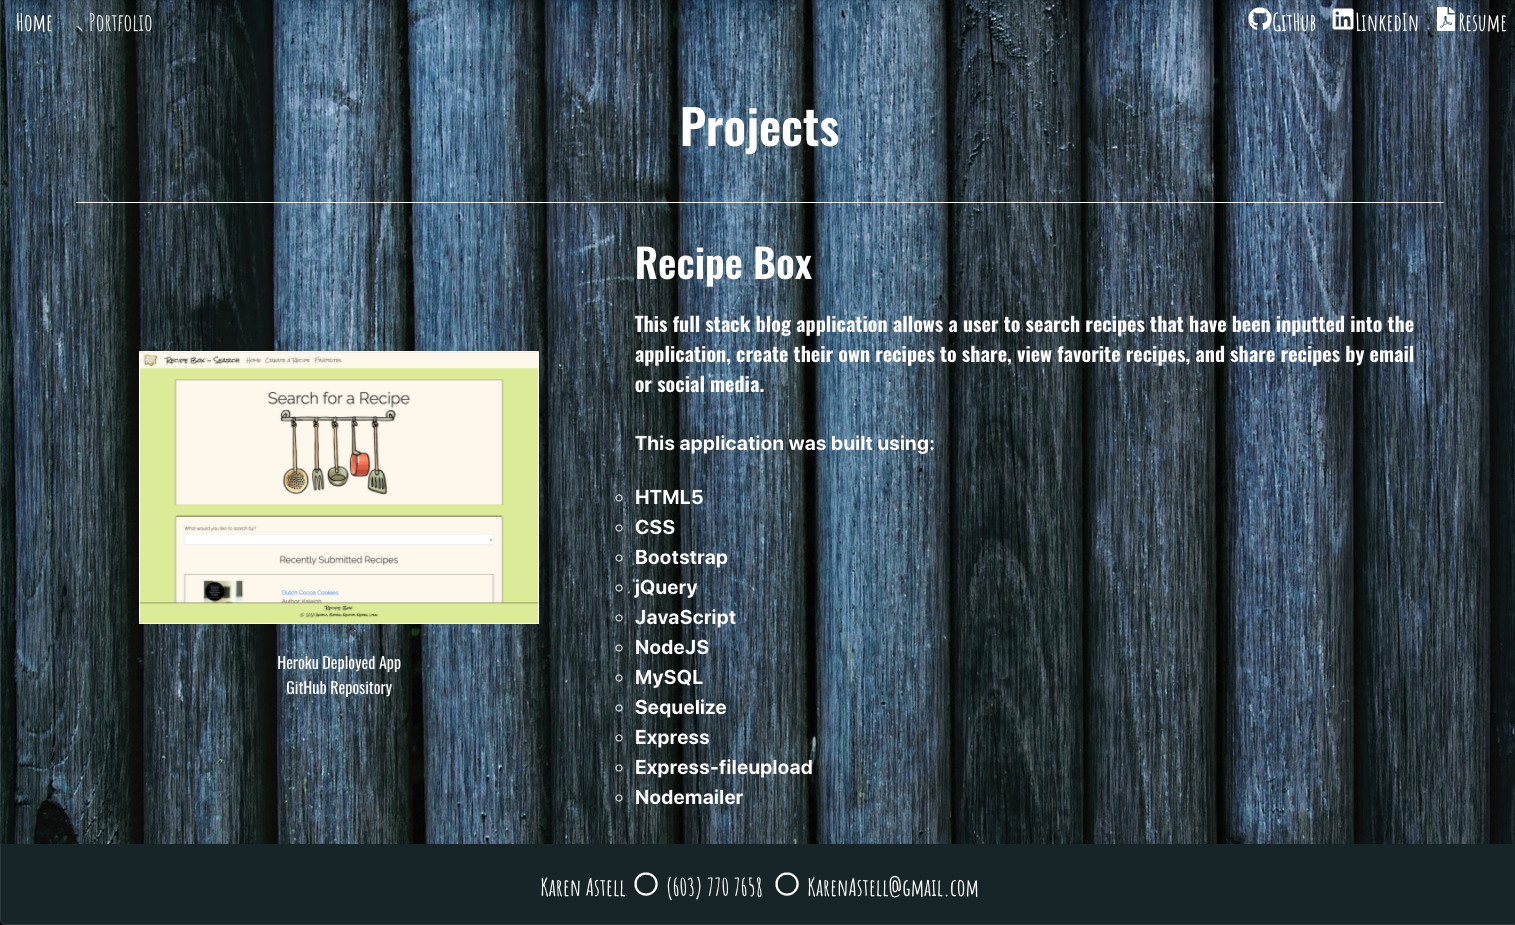 Home Portfolio GitHub LinkedIn Resume
Projects
Recipe Box
This full stack blog application allows a user to search recipes that have been inputted into the
application, create their own recipes to share, view favorite recipes, and share recipes by email
or social media.
This application was built using:
HTML5
CSS
Bootstrap
jQuery
JavaScript
NodeJS
MySQL
Sequelize
Express
Express-fileupload
Nodemailer
Recipe Box - Search Home Create a Recipe Favorites
Search for a Recipe
What would you like to search by?
Recently Submitted Recipes
Dutch Cocoa Cookies
Recipe Box
Heroku Deployed App
GitHub Repository
Karen Astell (603) 770 7658 KarenAstell@gmail.com